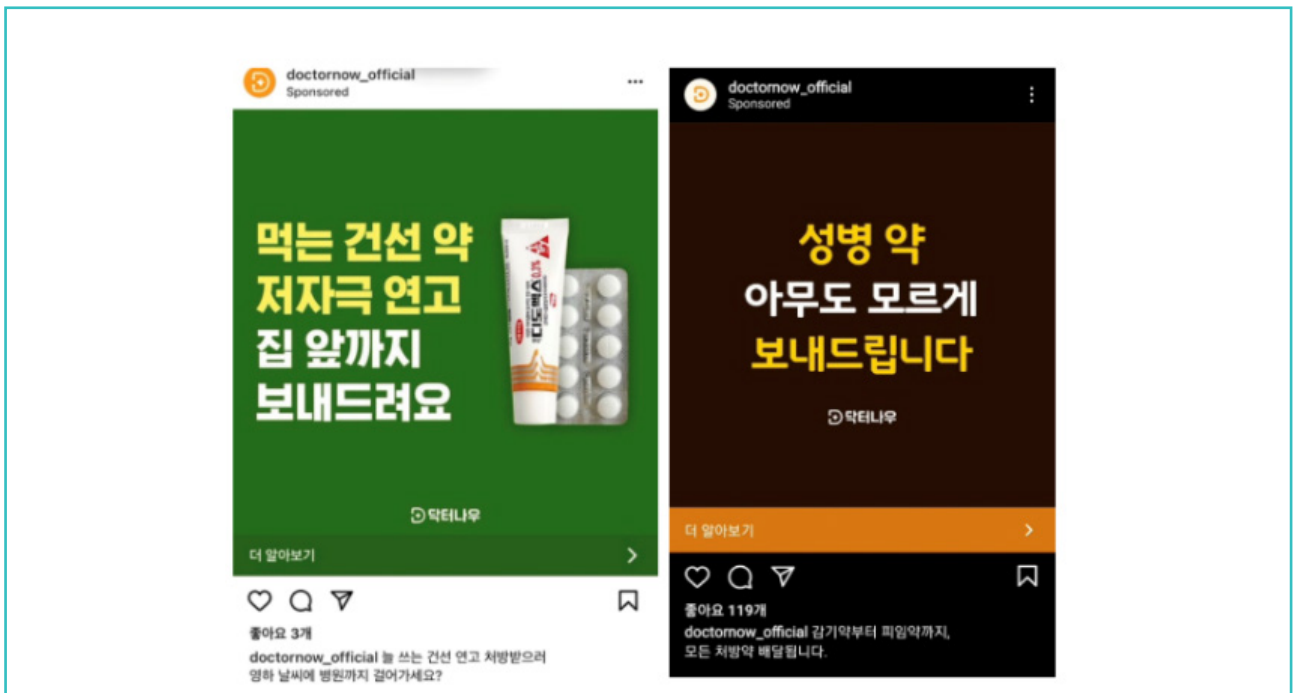 doctornow_official
Sponsored
먹는 건선 약
저자극 연고
집 앞까지
보내드려요
디도멕스 0.3%
닥터나우
더 알아보기
좋아요 3개
doctornow_official 늘 쓰는 건선 연고 처방받으러
영하 날씨에 병원까지 걸어가세요?
doctornow_official
Sponsored
성병 약
아무도 모르게
보내드립니다
닥터나우
더 알아보기
좋아요 119개
doctornow_official 감기약부터 피임약까지,
모든 처방약 배달됩니다.